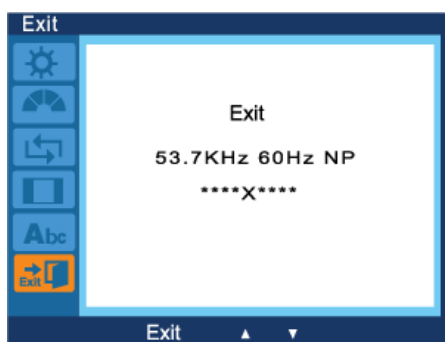 Exit
Exit
53.7KHz 60Hz NP
****X****
Abc
Exit
Exit ▲ ▼